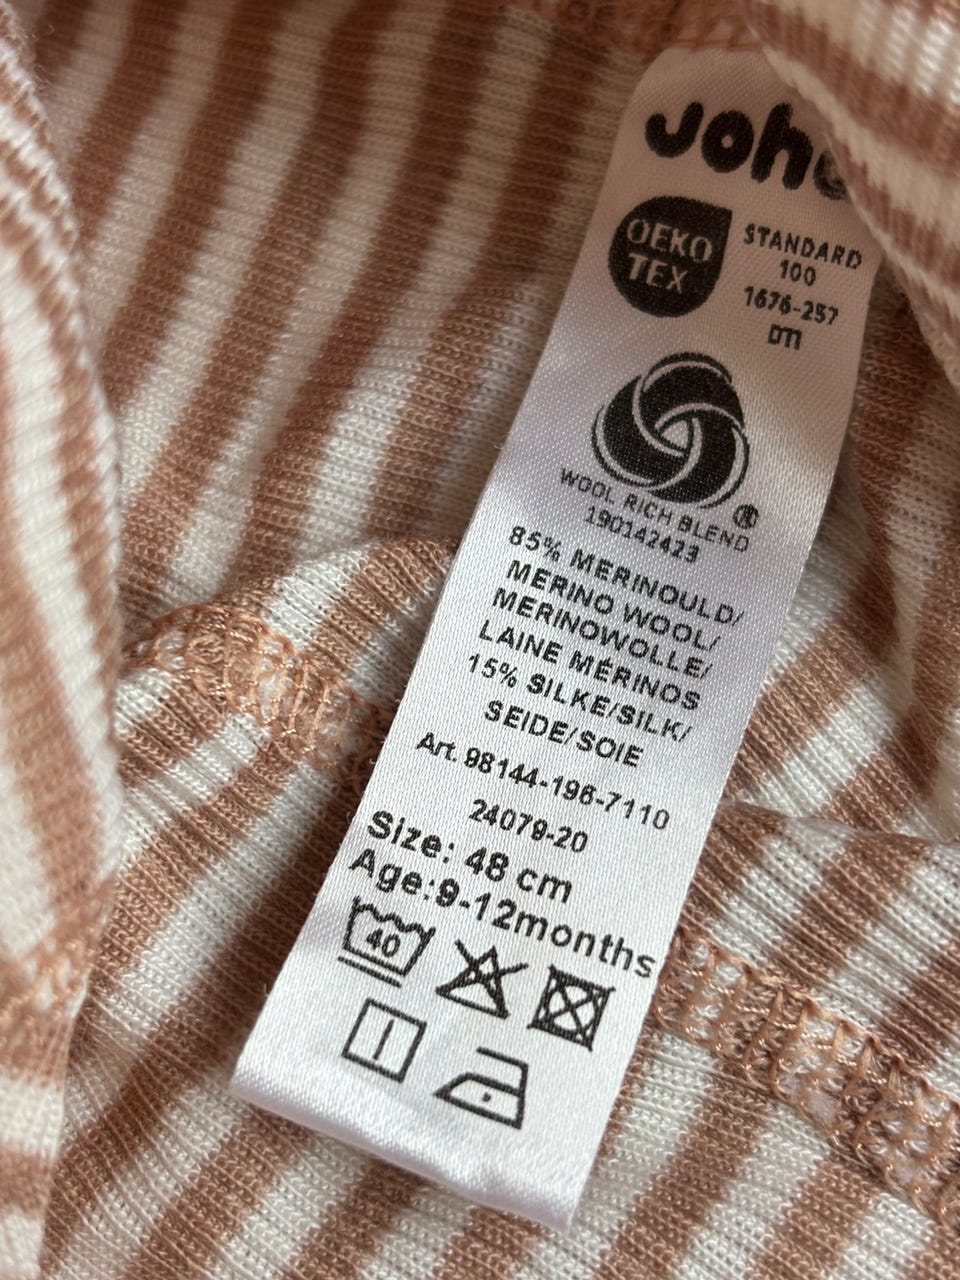 OEKO
TEX
STANDARD
100
1676-257
DTI
WOOL RICH BLEND
®
190142423
85% MERINOULD/
MERINO WOOL/
MERINOWOLLE/
LAINE MÉRINOS
15% SILKE/SILK/
SEIDE/SOIE
Art. 98144-196-7110
24079-20
Size: 48 cm
Age:9-12months
40